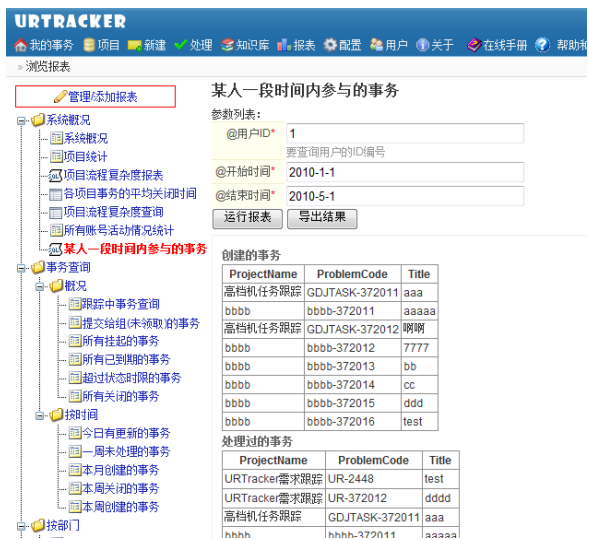 URTRACKER
我的事务 项目 新建 处理 知识库 报表 配置 用户 关于 在线手册 帮助和
» 浏览报表
管理/添加报表
系统概况
系统概况
项目统计
项目流程复杂度报表
各项目事务的平均关闭时间
项目流程复杂度查询
所有账号活动情况统计
某人一段时间内参与的事务
事务查询
概况
跟踪中事务查询
提交给组(未领取)的事务
所有挂起的事务
所有已到期的事务
超过状态时限的事务
所有关闭的事务
按时间
今日有更新的事务
一周未处理的事务
本月创建的事务
本周关闭的事务
本周创建的事务
按部门
某人一段时间内参与的事务
参数列表:
@用户ID* 1
要查询用户的ID编号
@开始时间* 2010-1-1
@结束时间* 2010-5-1
运行报表 导出结果
创建的事务
ProjectName ProblemCode Title
高档机任务跟踪 GDJTASK-372011 aaa
bbbb bbbb-372011 aaaaa
高档机任务跟踪 GDJTASK-372012 啊啊
bbbb bbbb-372012 7777
bbbb bbbb-372013 bb
bbbb bbbb-372014 cc
bbbb bbbb-372015 ddd
bbbb bbbb-372016 test
处理过的事务
ProjectName ProblemCode Title
URTracker需求跟踪 UR-2448 test
URTracker需求跟踪 UR-372012 dddd
高档机任务跟踪 GDJTASK-372011 aaa
bbbb bbbb-372011 aaaaa